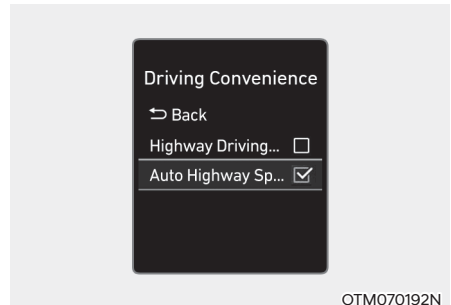 Driving Convenience
Back
Highway Driving...
Auto Highway Sp...
OTM070192N